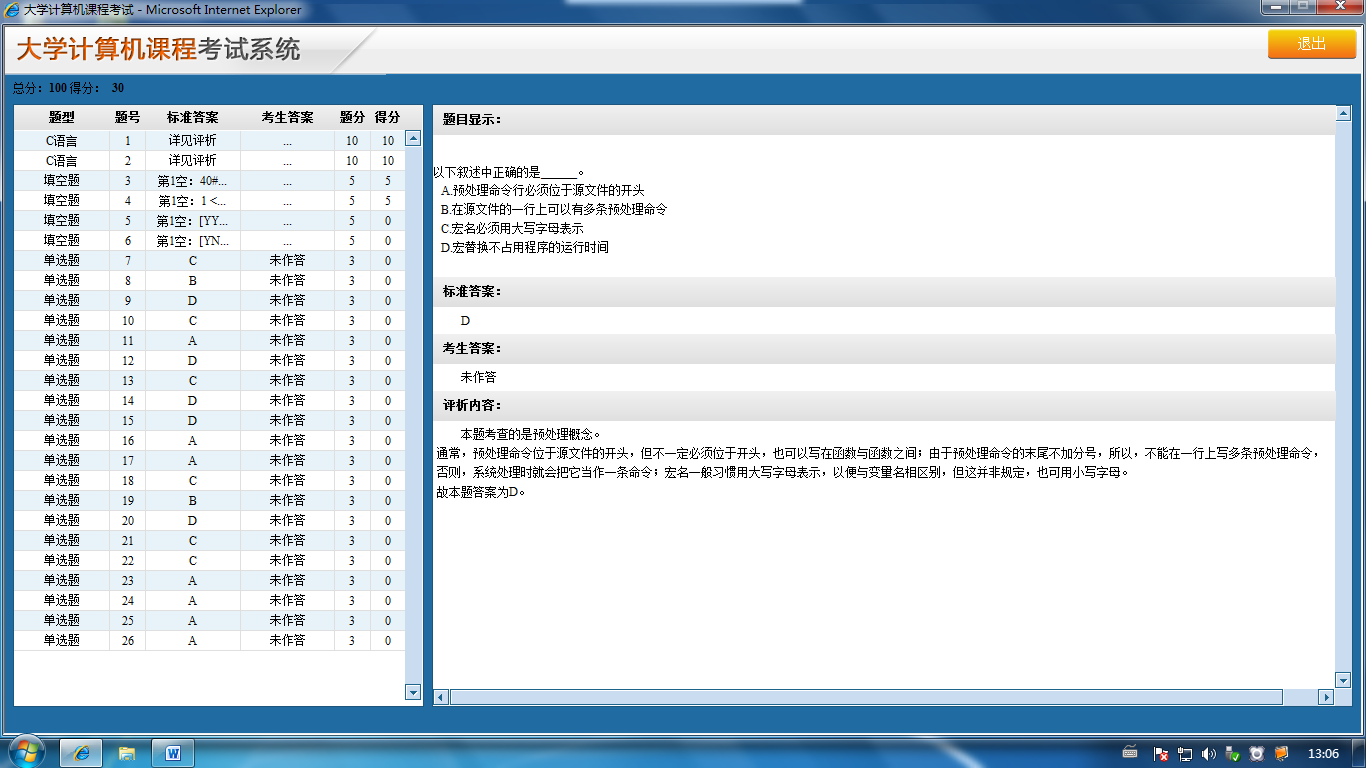 大学计算机课程考试 - Microsoft Internet Explorer
大学计算机课程考试系统
退出
总分：100 得分： 30
题型 题号 标准答案 考生答案 题分 得分
C语言 1 详见评析 ... 10 10
C语言 2 详见评析 ... 10 10
填空题 3 第1空：40#... ... 5 5
填空题 4 第1空：1 <... ... 5 5
填空题 5 第1空：[YY... ... 5 0
填空题 6 第1空：[YN... ... 5 0
单选题 7 C 未作答 3 0
单选题 8 B 未作答 3 0
单选题 9 D 未作答 3 0
单选题 10 C 未作答 3 0
单选题 11 A 未作答 3 0
单选题 12 D 未作答 3 0
单选题 13 C 未作答 3 0
单选题 14 D 未作答 3 0
单选题 15 D 未作答 3 0
单选题 16 A 未作答 3 0
单选题 17 A 未作答 3 0
单选题 18 C 未作答 3 0
单选题 19 B 未作答 3 0
单选题 20 D 未作答 3 0
单选题 21 C 未作答 3 0
单选题 22 C 未作答 3 0
单选题 23 A 未作答 3 0
单选题 24 A 未作答 3 0
单选题 25 A 未作答 3 0
单选题 26 A 未作答 3 0
题目显示：
以下叙述中正确的是______。
A.预处理命令行必须位于源文件的开头
B.在源文件的一行上可以有多条预处理命令
C.宏名必须用大写字母表示
D.宏替换不占用程序的运行时间
标准答案：
D
考生答案：
未作答
评析内容：
本题考查的是预处理概念。
通常，预处理命令位于源文件的开头，但不一定必须位于开头，也可以写在函数与函数之间；由于预处理命令的末尾不加分号，所以，不能在一行上写多条预处理命令，
否则，系统处理时就会把它当作一条命令；宏名一般习惯用大写字母表示，以便与变量名相区别，但这并非规定，也可用小写字母。
故本题答案为D。
13:06